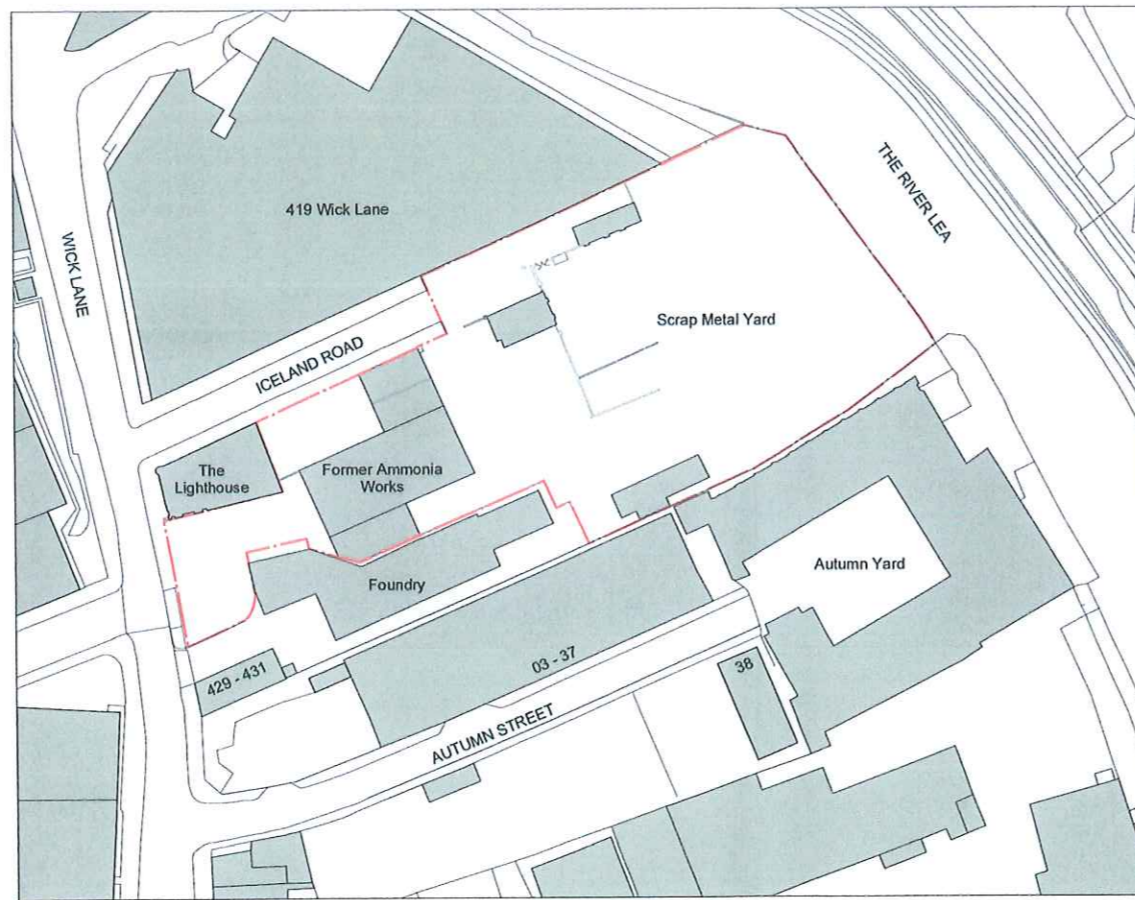 419 Wick Lane
THE RIVER LEA
WICK LANE
Scrap Metal Yard
ICELAND ROAD
The
Lighthouse
Former Ammonia
Works
Foundry
Autumn Yard
03 - 37
38
429 - 431
AUTUMN STREET